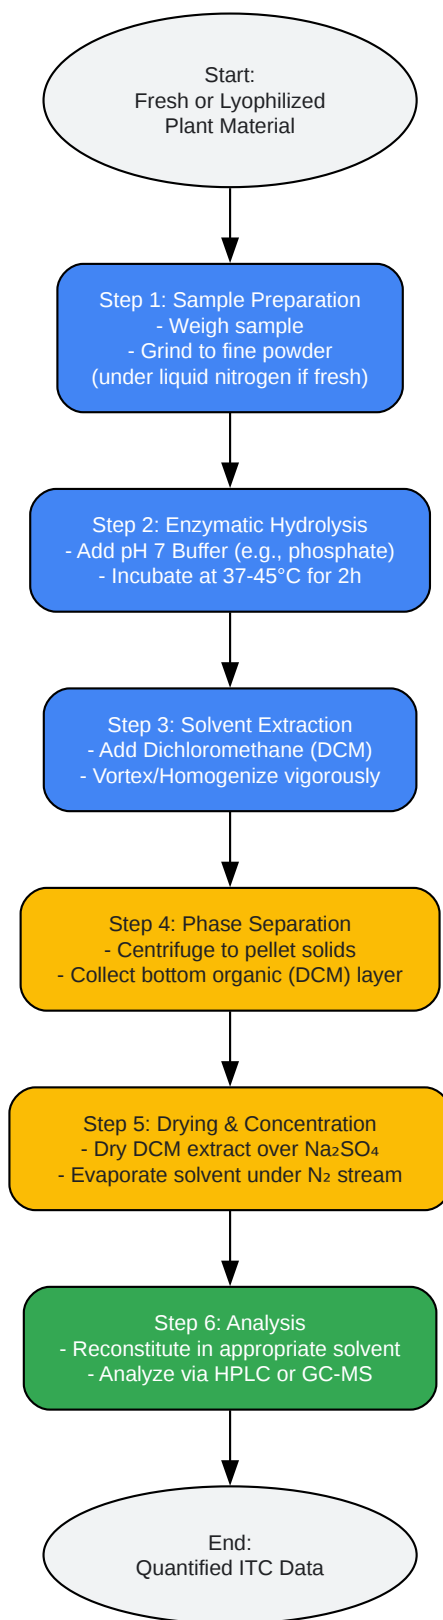 Start:
Fresh or Lyophilized
Plant Material
Step 1: Sample Preparation
- Weigh sample
- Grind to fine powder
(under liquid nitrogen if fresh)
Step 2: Enzymatic Hydrolysis
- Add pH 7 Buffer (e.g., phosphate)
- Incubate at 37-45°C for 2h
Step 3: Solvent Extraction
- Add Dichloromethane (DCM)
- Vortex/Homogenize vigorously
Step 4: Phase Separation
- Centrifuge to pellet solids
- Collect bottom organic (DCM) layer
Step 5: Drying & Concentration
- Dry DCM extract over Na₂SO₄
- Evaporate solvent under N₂ stream
Step 6: Analysis
- Reconstitute in appropriate solvent
- Analyze via HPLC or GC-MS
End:
Quantified ITC Data